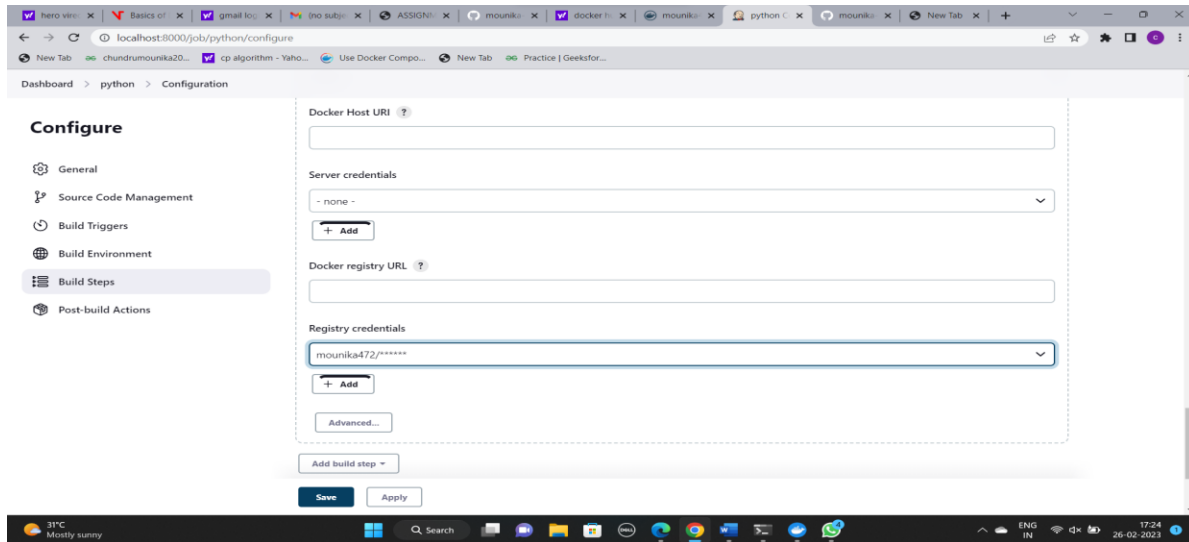 hero vire
Basics of
gmail log
(no subje
ASSIGNM
mounika
docker h
mounika
python C
mounika
New Tab
localhost:8000/job/python/configure
New Tab
chundrumounika20...
cp algorithm - Yaho...
Use Docker Compo...
New Tab
Practice | Geeksfor...
Dashboard > python > Configuration
Configure
General
Source Code Management
Build Triggers
Build Environment
Build Steps
Post-build Actions
Docker Host URI ?
Server credentials
- none -
+ Add
Docker registry URL ?
Registry credentials
mounika472/******
+ Add
Advanced...
Add build step
Save
Apply
31°C
Mostly sunny
Search
ENG
IN
17:24
26-02-2023